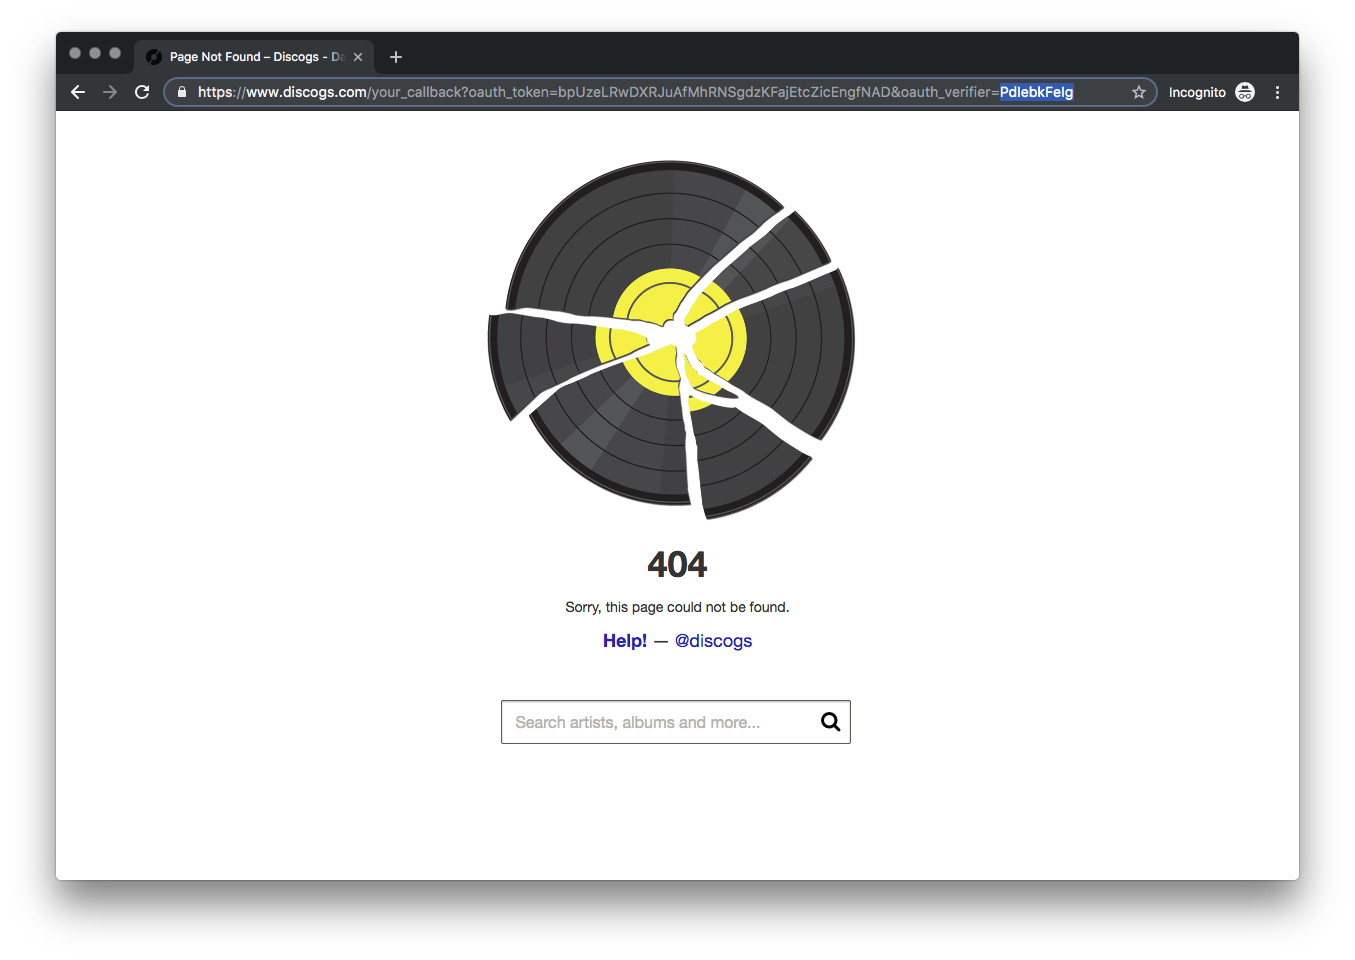 Page Not Found – Discogs - Da
https://www.discogs.com/your_callback?oauth_token=bpUzeLRwDXRJuAfMhRNSgdzKFajEtcZicEngfNAD&oauth_verifier=PdlebkFelg
Incognito
404
Sorry, this page could not be found.
Help! — @discogs
Search artists, albums and more...